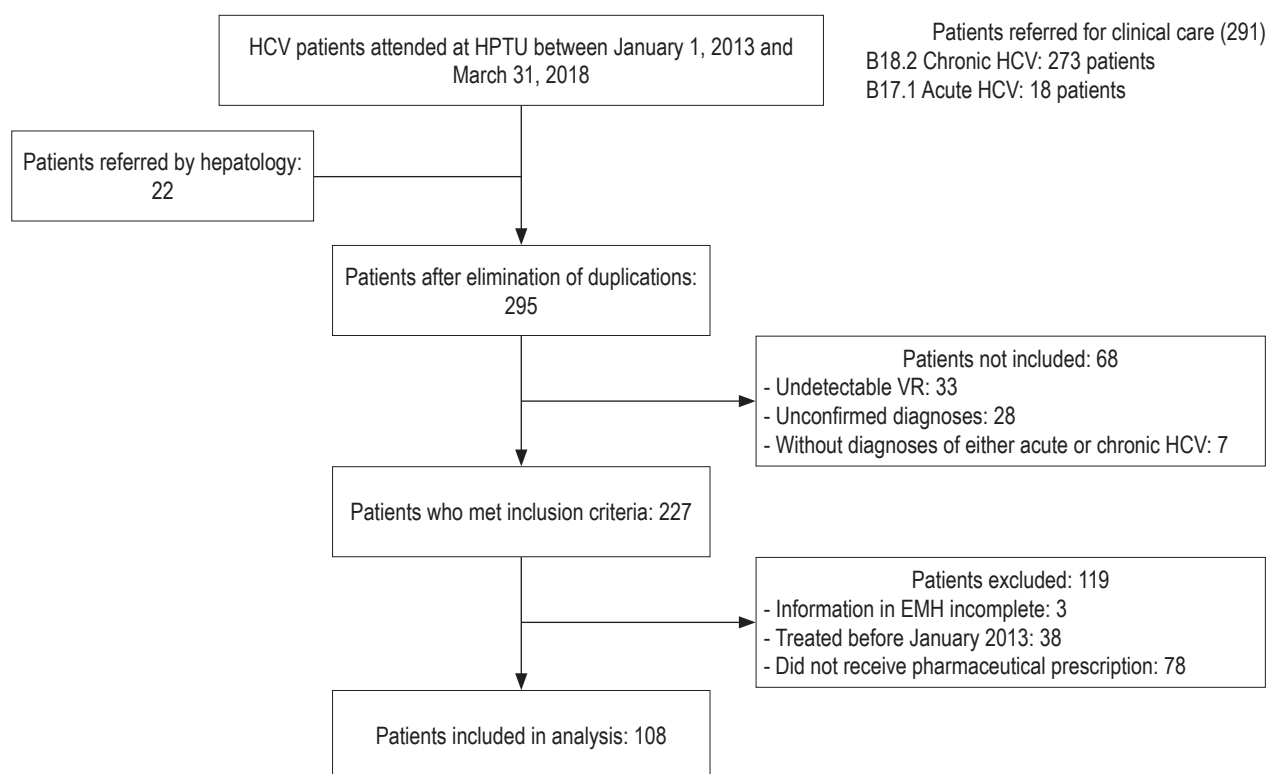 HCV patients attended at HPTU between January 1, 2013 and
March 31, 2018
Patients referred for clinical care (291)
B18.2 Chronic HCV: 273 patients
B17.1 Acute HCV: 18 patients
Patients referred by hepatology:
22
Patients after elimination of duplications:
295
Patients not included: 68
- Undetectable VR: 33
- Unconfirmed diagnoses: 28
- Without diagnoses of either acute or chronic HCV: 7
Patients who met inclusion criteria: 227
Patients excluded: 119
- Information in EMH incomplete: 3
- Treated before January 2013: 38
- Did not receive pharmaceutical prescription: 78
Patients included in analysis: 108